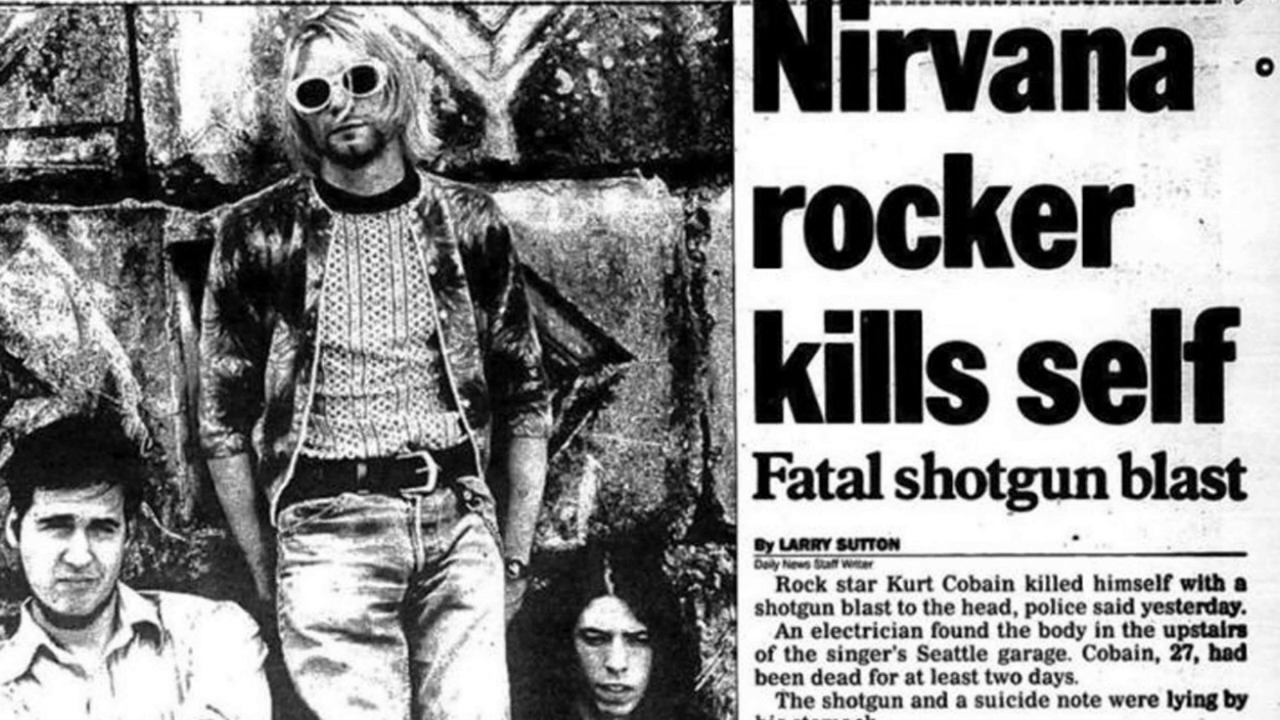 Nirvana
rocker
kills self
Fatal shotgun blast
By LARRY SUTTON
Daily News Staff Writer
Rock star Kurt Cobain killed himself with a
shotgun blast to the head, police said yesterday.
An electrician found the body in the upstairs
of the singer's Seattle garage. Cobain, 27, had
been dead for at least two days.
The shotgun and a suicide note were lying by
his stomach